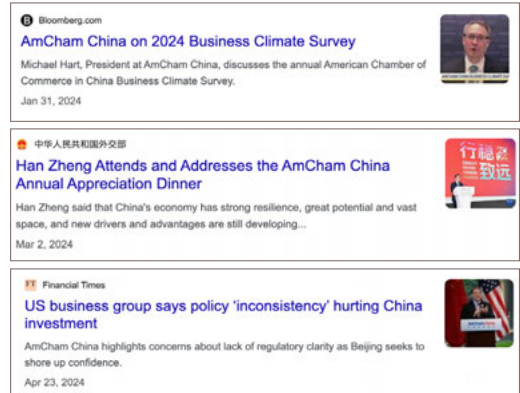 Bloomberg.com
AmCham China on 2024 Business Climate Survey
Michael Hart, President at AmCham China, discusses the annual American Chamber of
Commerce in China Business Climate Survey.
Jan 31, 2024
中华人民共和国外交部
Han Zheng Attends and Addresses the AmCham China
Annual Appreciation Dinner
Han Zheng said that China's economy has strong resilience, great potential and vast
space, and new drivers and advantages are still developing...
Mar 2, 2024
行稳
致远
FT Financial Times
US business group says policy ‘inconsistency’ hurting China
investment
AmCham China highlights concerns about lack of regulatory clarity as Beijing seeks to
shore up confidence.
Apr 23, 2024